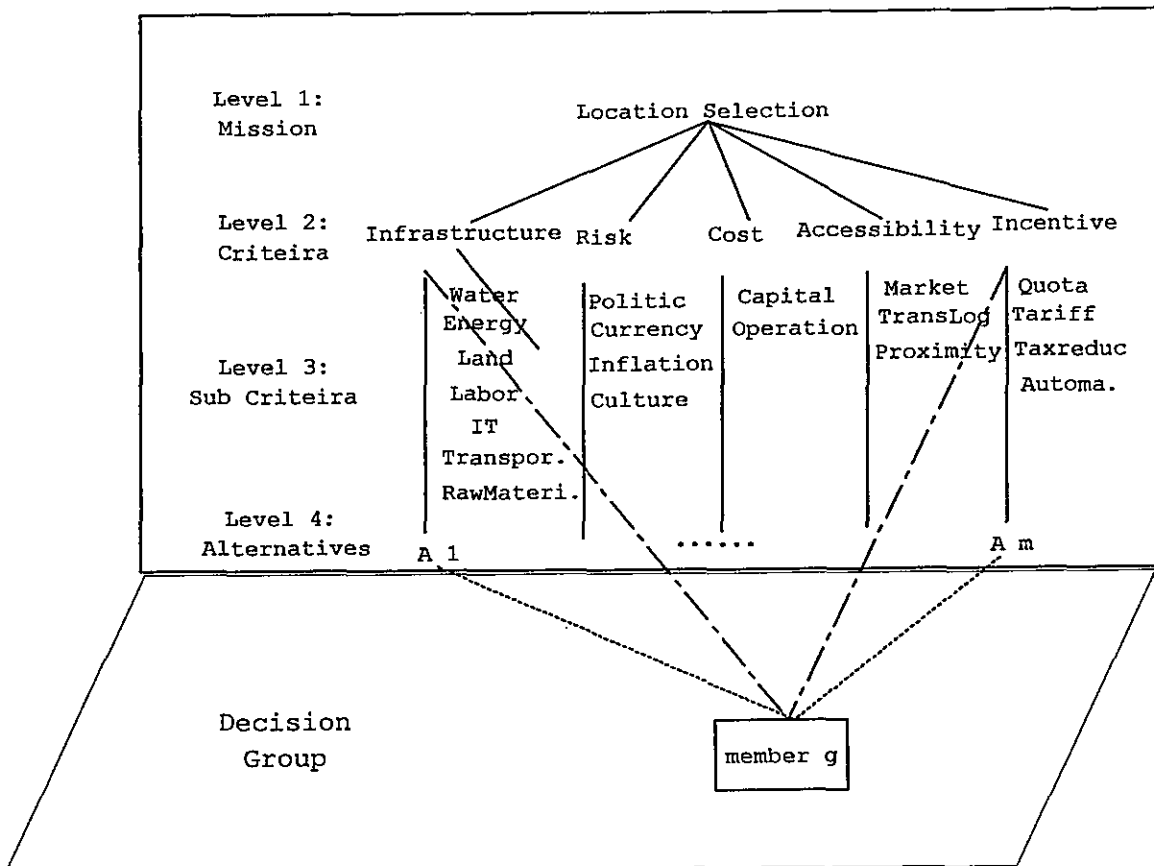 Level 1:
Mission
Location Selection
Level 2:
Criteira
Infrastructure
Risk
Cost
Accessibility
Incentive
Level 3:
Sub Criteira
Water
Energy
Land
Labor
IT
Transpor.
RawMateri.
Politic
Currency
Inflation
Culture
Capital
Operation
Market
TransLog
Proximity
Quota
Tariff
Taxreduc
Automa.
Level 4:
Alternatives
A 1
......
A m
Decision
Group
member g